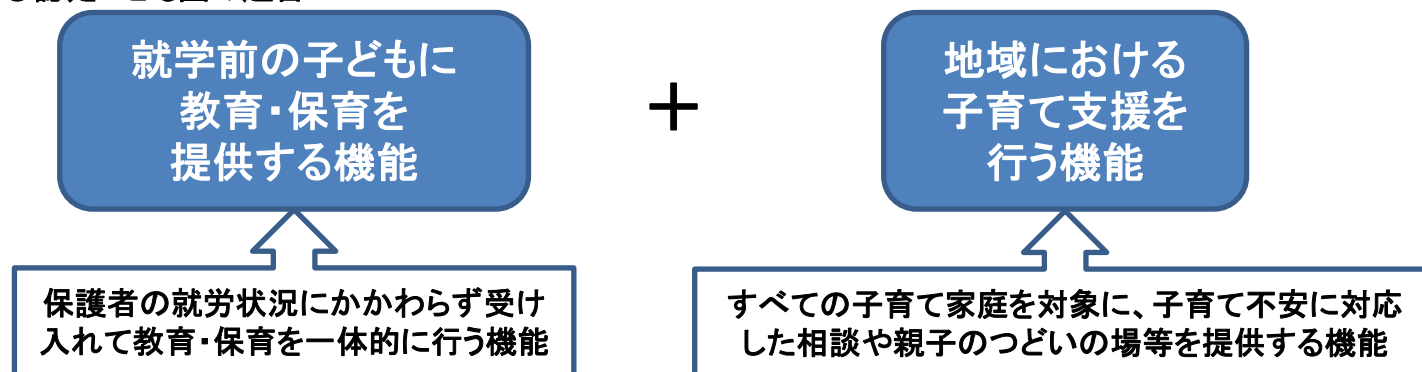 就学前の子どもに
教育・保育を
提供する機能
＋
地域における
子育て支援を
行う機能
保護者の就労状況にかかわらず受け
入れて教育・保育を一体的に行う機能
すべての子育て家庭を対象に、子育て不安に対応
した相談や親子のつどいの場等を提供する機能